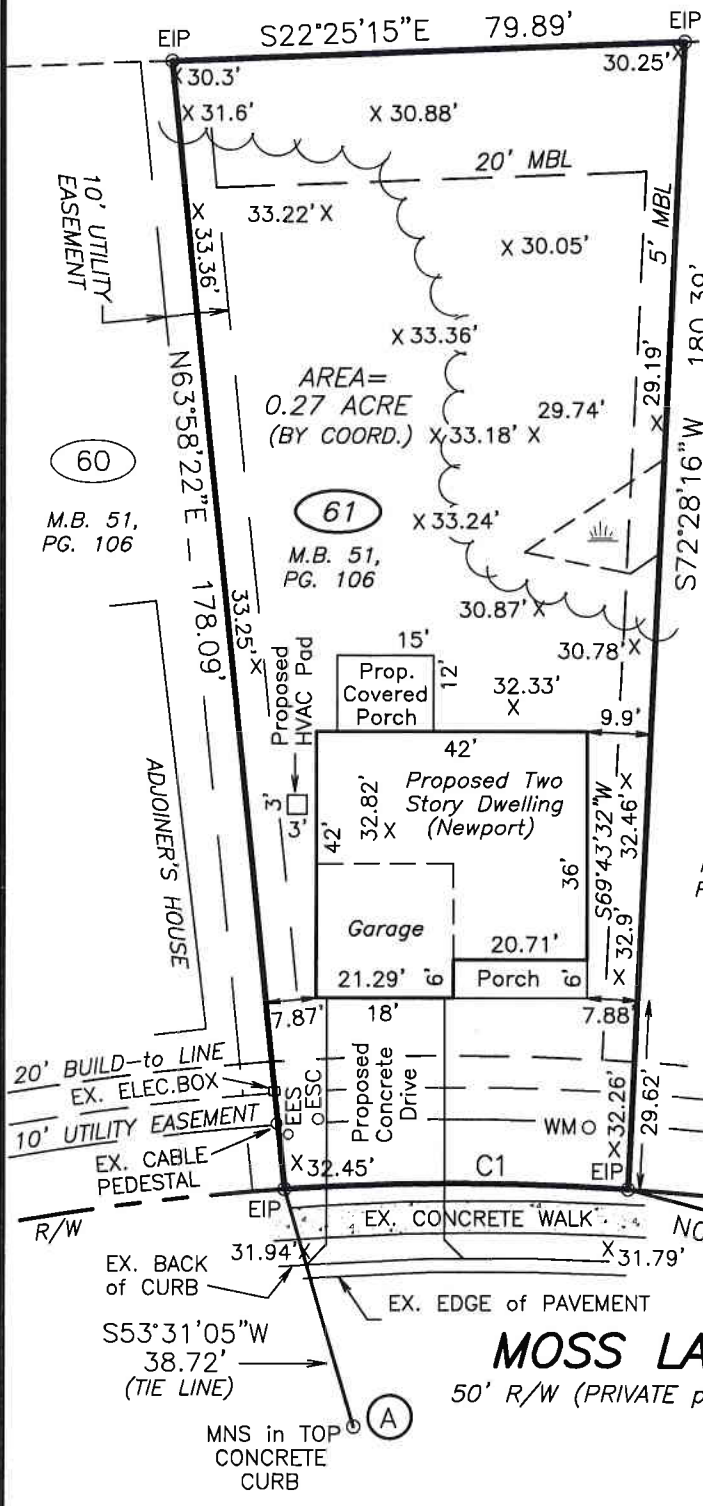 EIP
S22°25'15"E 79.89'
EIP
X 30.3'
30.25' X
X 31.6'
X 30.88'
20' MBL
10' UTILITY
EASEMENT
X 33.36'
33.22' X
5' MBL
X 30.05'
180.39'
X 33.36'
29.19' X
AREA=
0.27 ACRE
(BY COORD.)
29.74'
X 33.18' X
N63°58'22"E – 178.09'
S72°28'16"W
60
M.B. 51,
PG. 106
61
M.B. 51,
PG. 106
X 33.24'
30.87' X
30.78' X
33.25' X
Proposed
HVAC Pad
15'
12'
Prop.
Covered
Porch
32.33'
X
9.9'
42'
Proposed Two
Story Dwelling
(Newport)
32.82'
X
3'
3'
42'
36'
S69°43'32"W
32.46' X
32.9'
X
ADJOINER'S HOUSE
Garage
20.71'
21.29'
6'
Porch
6'
7.87'
18'
7.88'
20' BUILD-to LINE
EX. ELEC.BOX
10' UTILITY EASEMENT
EX. CABLE
PEDESTAL
EES
ESC
Proposed
Concrete
Drive
WM
X 32.26'
29.62'
X 32.45'
C1
EIP
EIP
R/W
EX. CONCRETE WALK
31.94' X
X 31.79'
EX. BACK
of CURB
EX. EDGE of PAVEMENT
S53°31'05"W
38.72'
(TIE LINE)
MOSS LA
50' R/W (PRIVATE p
A
MNS in TOP
CONCRETE
CURB